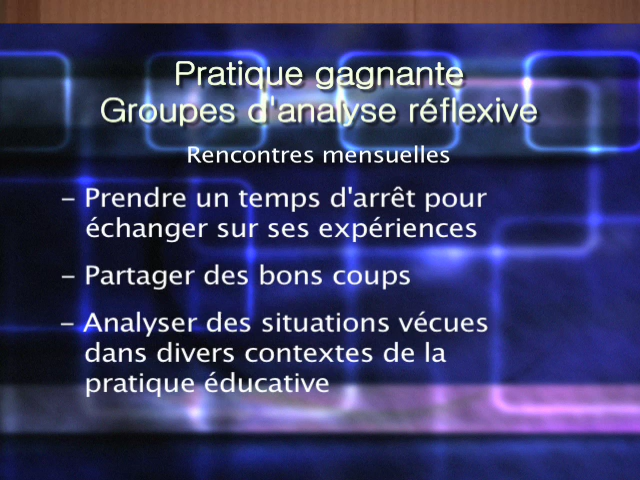 Pratique gagnante
Groupes d'analyse réflexive
Rencontres mensuelles
– Prendre un temps d'arrêt pour
échanger sur ses expériences
– Partager des bons coups
– Analyser des situations vécues
dans divers contextes de la
pratique éducative